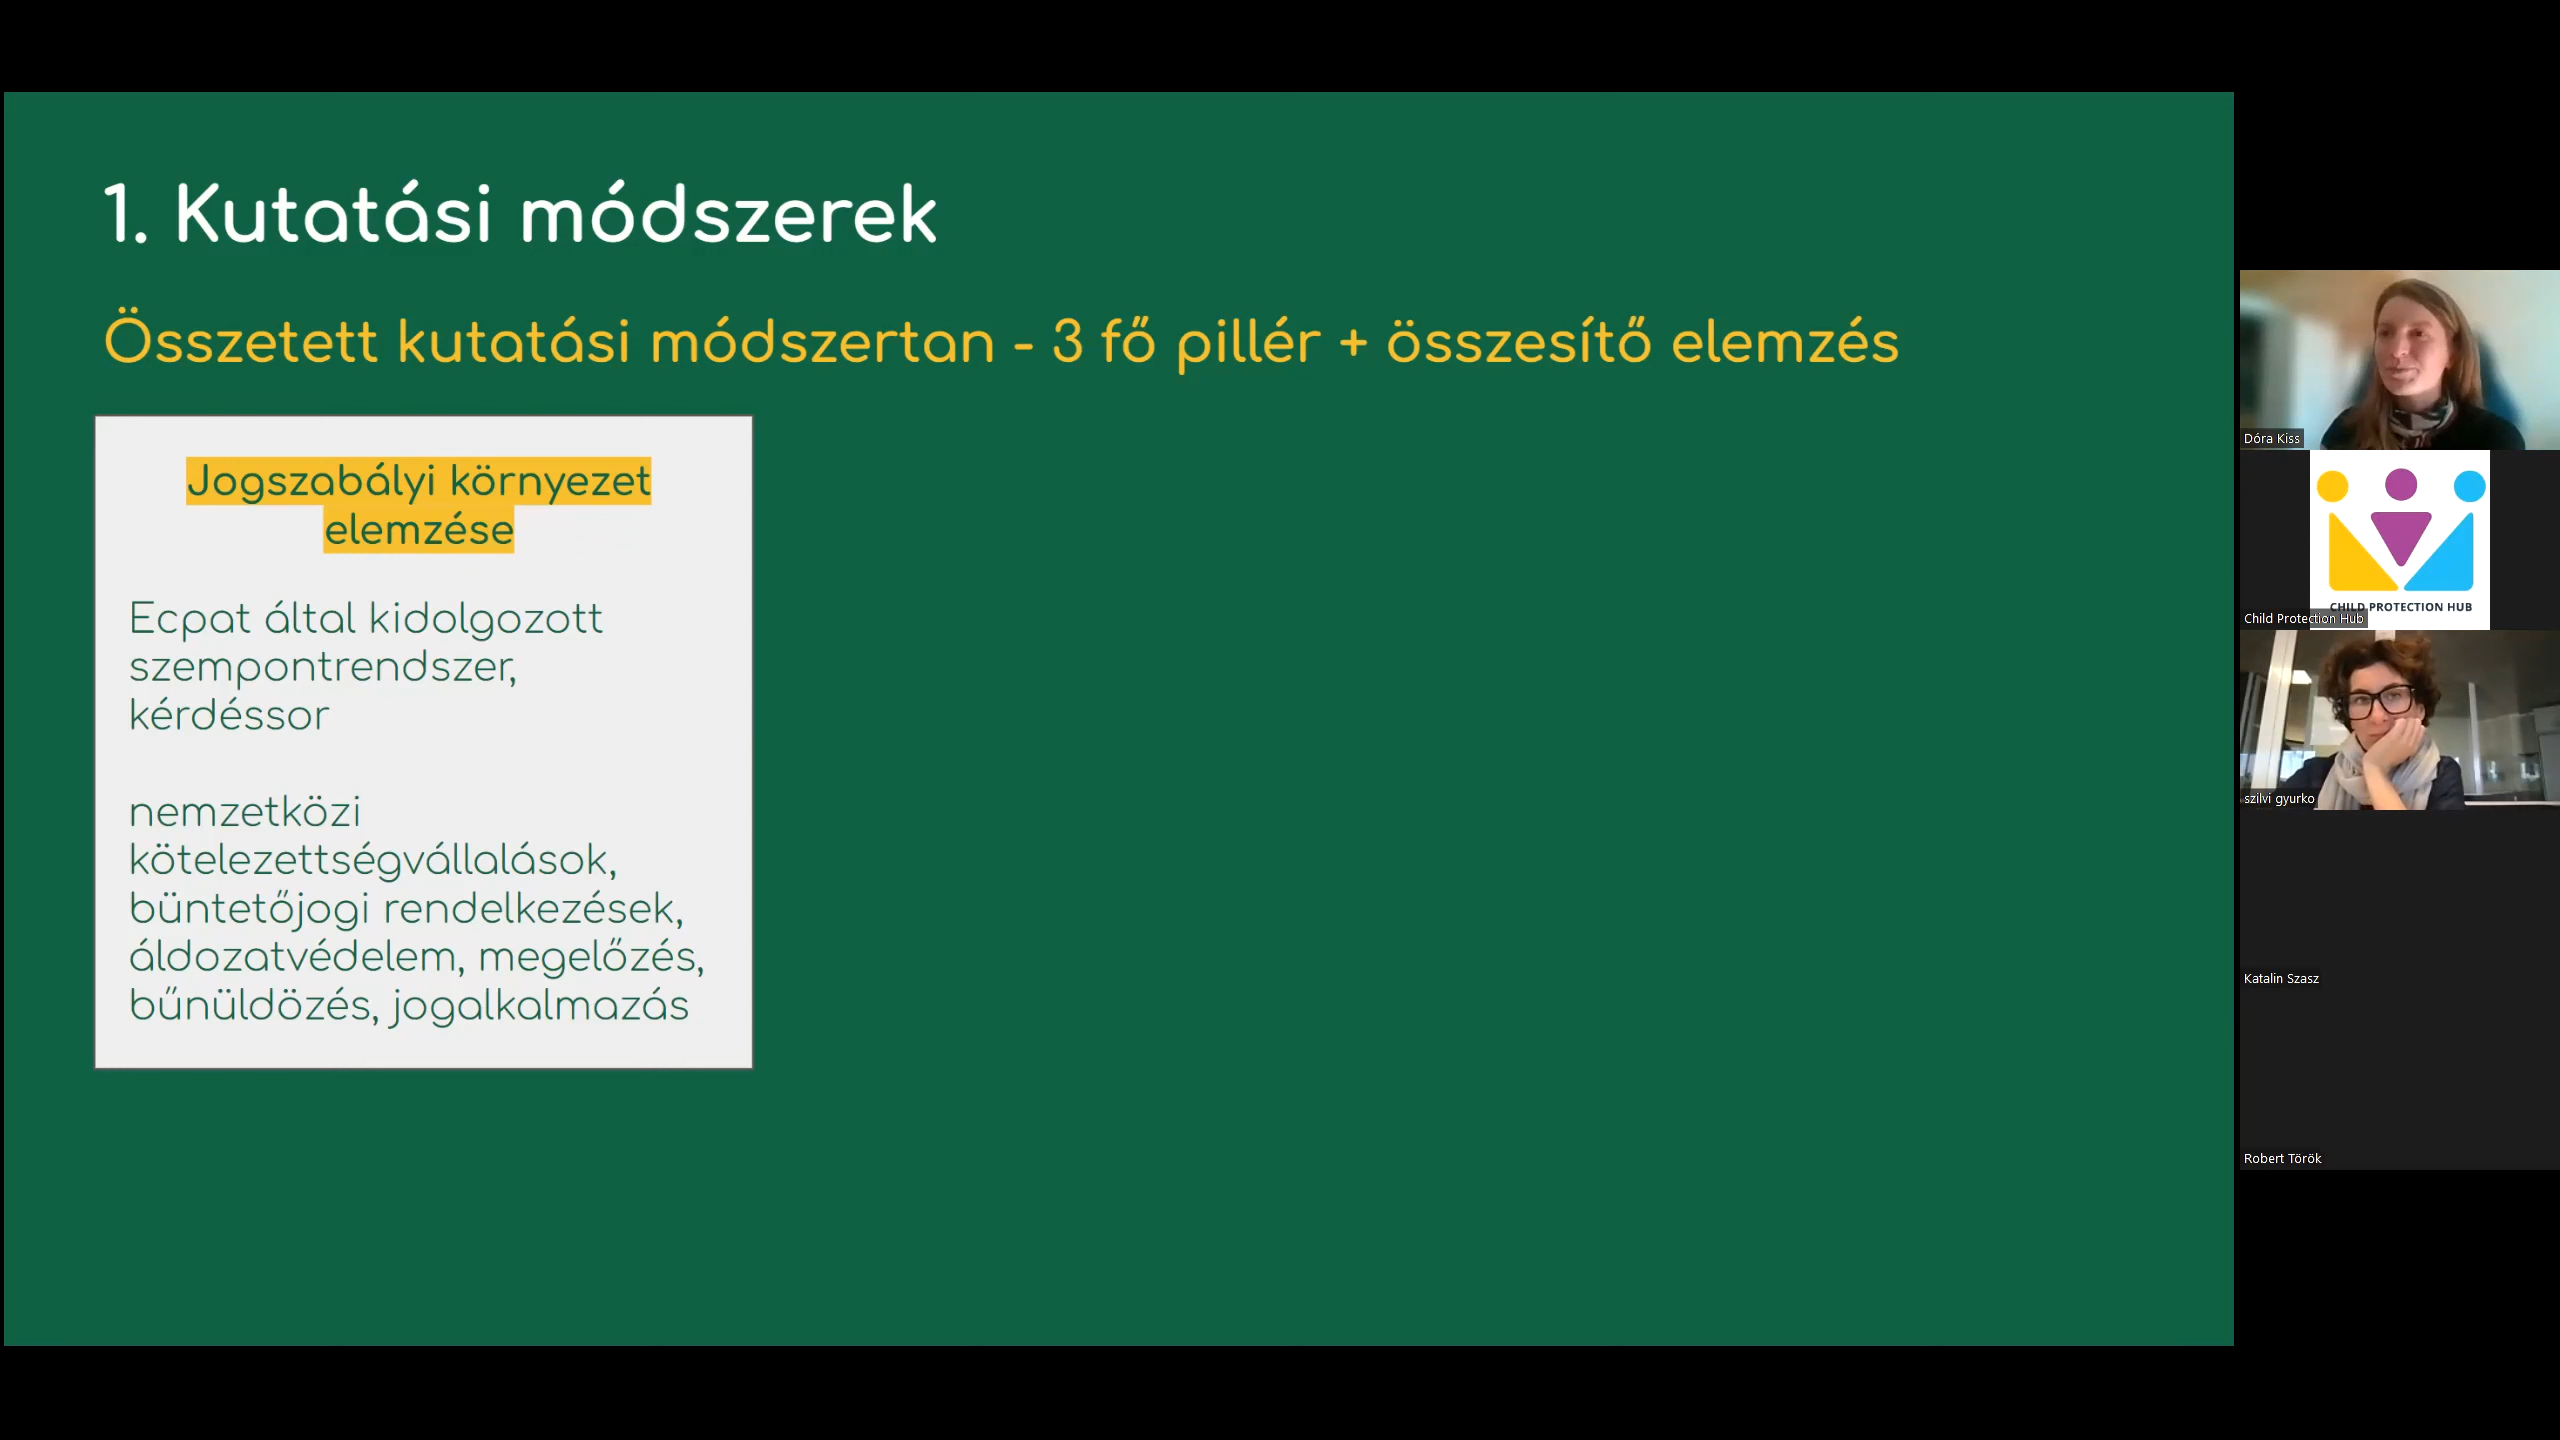 1. Kutatási módszerek
Összetett kutatási módszertan - 3 fő pillér + összesítő elemzés
Jogszabályi környezet
elemzése
Ecpat által kidolgozott
szempontrendszer,
kérdéssor
nemzetközi
kötelezettségvállalások,
büntetőjogi rendelkezések,
áldozatvédelem, megelőzés,
bűnüldözés, jogalkalmazás
Dóra Kiss
CHILD PROTECTION HUB
Child Protection Hub
szilvi gyurko
Katalin Szasz
Robert Török